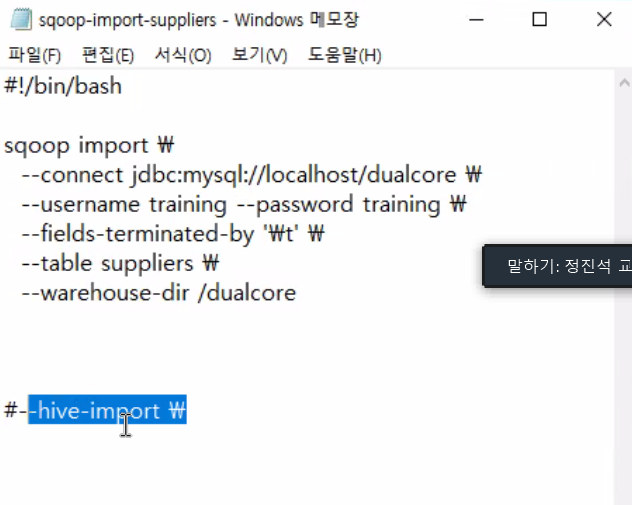 sqoop-import-suppliers - Windows 메모장
파일(F) 편집(E) 서식(O) 보기(V) 도움말(H)
#!/bin/bash
sqoop import ₩
--connect jdbc:mysql://localhost/dualcore ₩
--username training --password training ₩
--fields-terminated-by '₩t' ₩
--table suppliers ₩
--warehouse-dir /dualcore
말하기: 정진석 교
#--hive-import ₩